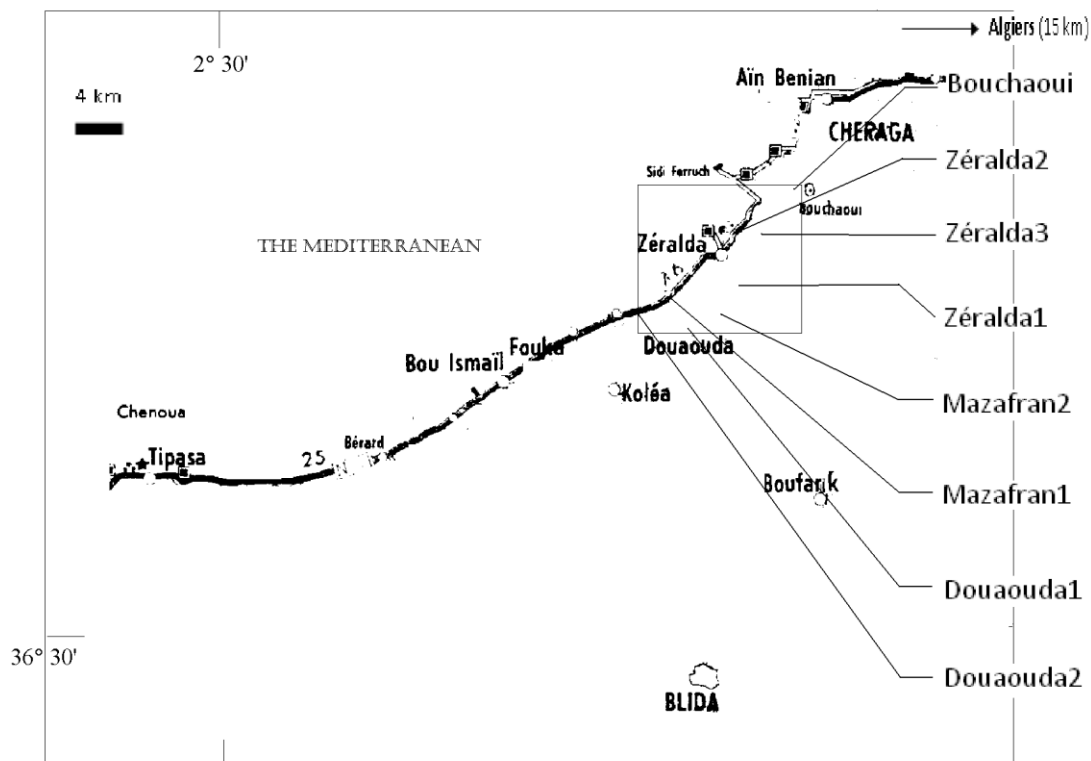 Algiers (15 km)
2° 30'
4 km
Aïn Benian
Bouchaoui
CHERAGA
Zéralda2
Sidi Ferruch
Bouchaoui
THE MEDITERRANEAN
Zéralda
Zéralda3
Zéralda1
Fouka
Douaouda
Bou Ismaïl
Koléa
Mazafran2
Chenoua
Bérard
25
Tipasa
Boufarik
Mazafran1
Douaouda1
36° 30'
Douaouda2
BLIDA